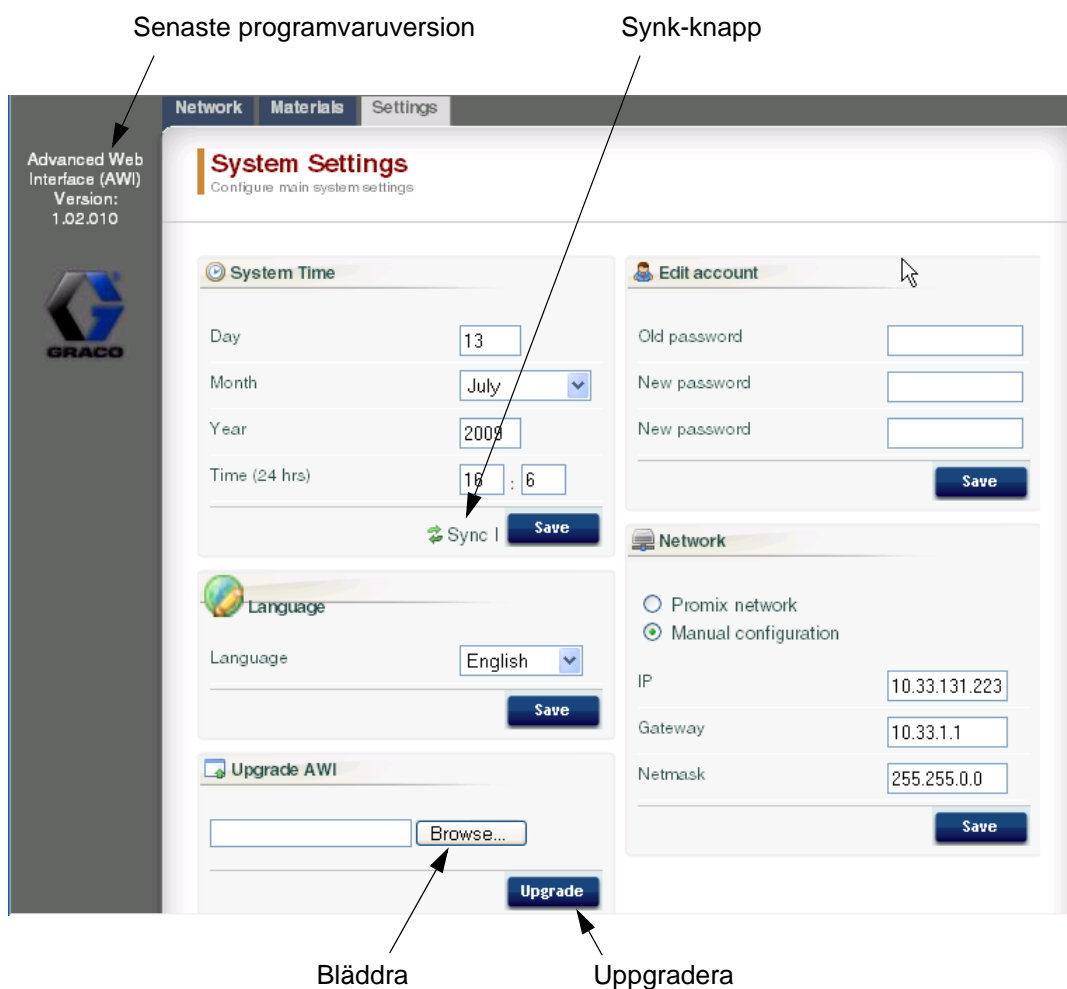 Senaste programvaruversion
Synk-knapp
Network Materials Settings
Advanced Web
Interface (AWI)
Version:
1.02.010
GRACO
System Settings
Configure main system settings
System Time
Day 13
Month July
Year 2009
Time (24 hrs) 16 : 6
Sync | Save
Language
Language English
Save
Upgrade AWI
Browse...
Upgrade
Edit account
Old password
New password
New password
Save
Network
Promix network
Manual configuration
IP 10.33.131.223
Gateway 10.33.1.1
Netmask 255.255.0.0
Save
Bläddra
Uppgradera